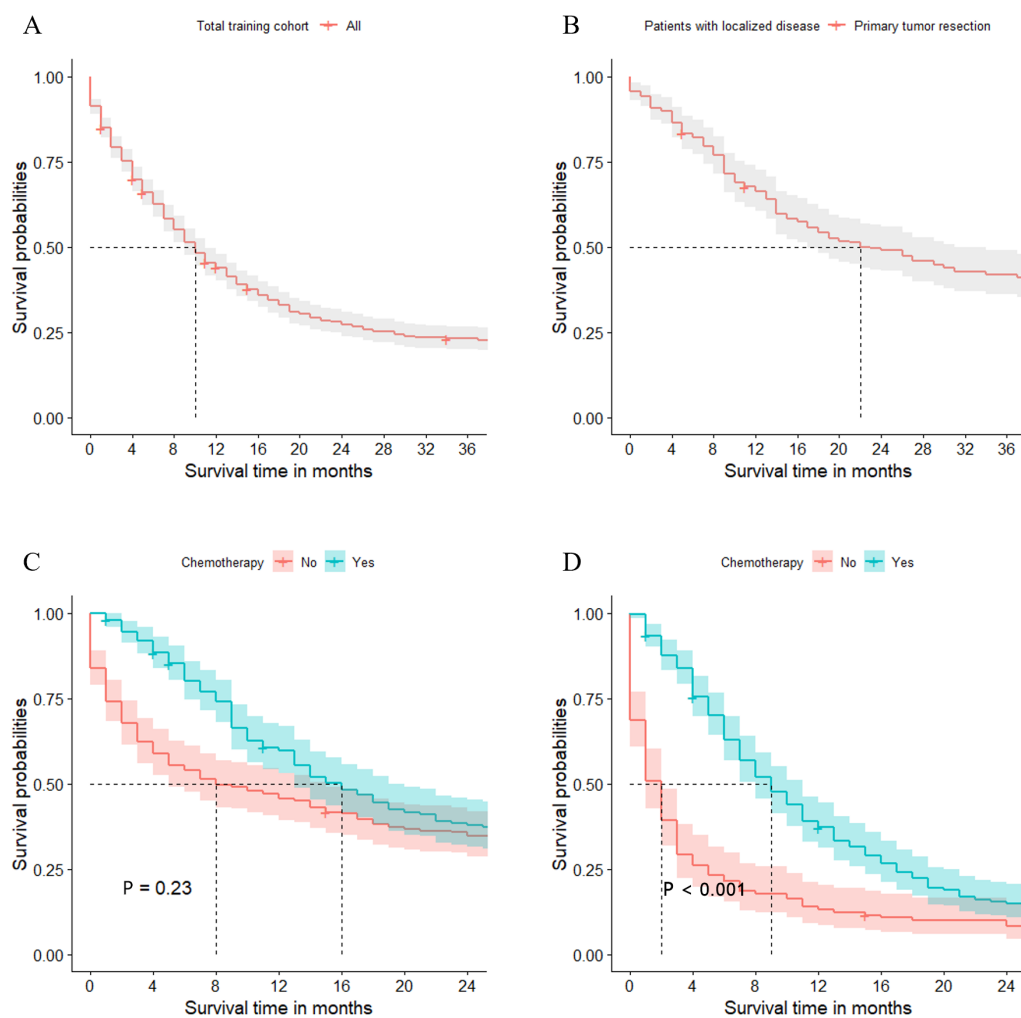 A
Total training cohort All
Survival probabilities
1.00
0.75
0.50
0.25
0.00
0 4 8 12 16 20 24 28 32 36
Survival time in months
B
Patients with localized disease Primary tumor resection
Survival probabilities
1.00
0.75
0.50
0.25
0.00
0 4 8 12 16 20 24 28 32 36
Survival time in months
C
Chemotherapy No Yes
Survival probabilities
1.00
0.75
0.50
0.25
0.00
P = 0.23
0 4 8 12 16 20 24
Survival time in months
D
Chemotherapy No Yes
Survival probabilities
1.00
0.75
0.50
0.25
0.00
P < 0.001
0 4 8 12 16 20 24
Survival time in months